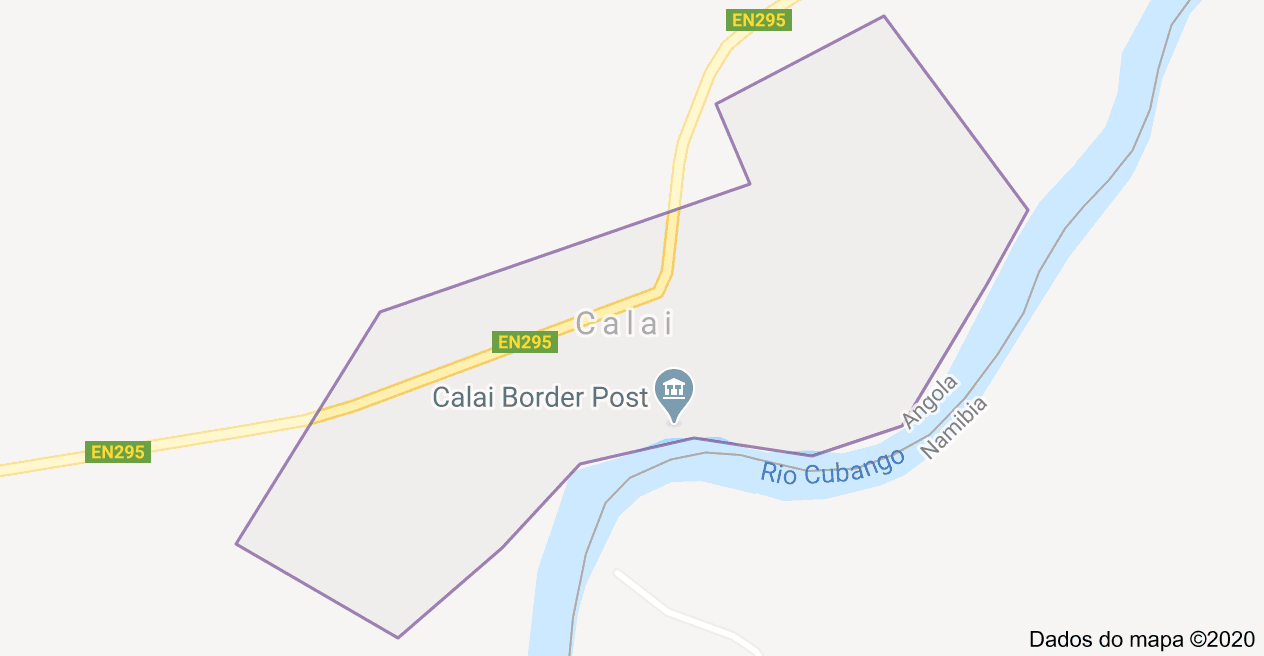 EN295
Calai
EN295
Calai Border Post
Angola
Namibia
EN295
Rio Cubango
Dados do mapa ©2020